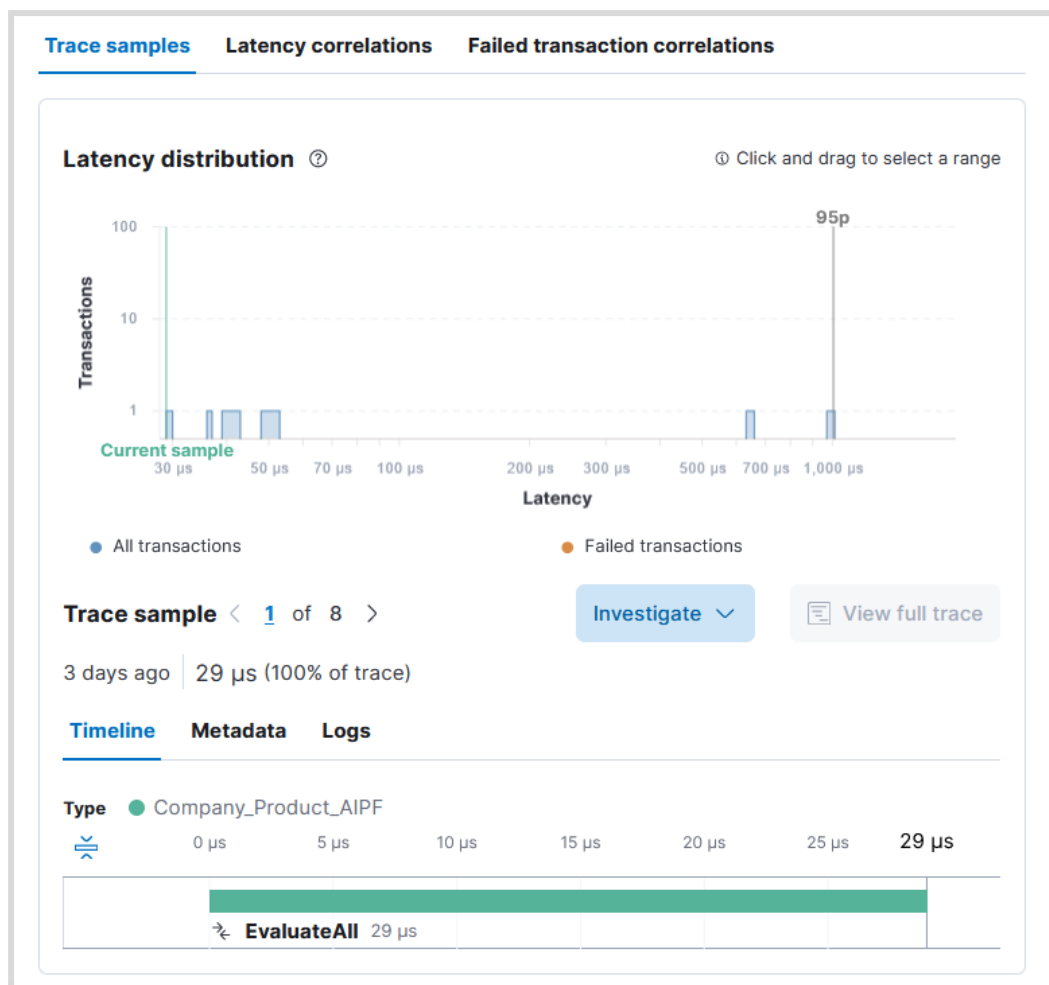 Trace samples Latency correlations Failed transaction correlations
Latency distribution Click and drag to select a range
95p
100
10
1
Transactions
Current sample
30 μs 50 μs 70 μs 100 μs 200 μs 300 μs 500 μs 700 μs 1,000 μs
Latency
All transactions Failed transactions
Trace sample 1 of 8 Investigate View full trace
3 days ago 29 μs (100% of trace)
Timeline Metadata Logs
Type Company_Product_AIPF
0 μs 5 μs 10 μs 15 μs 20 μs 25 μs 29 μs
EvaluateAll 29 μs